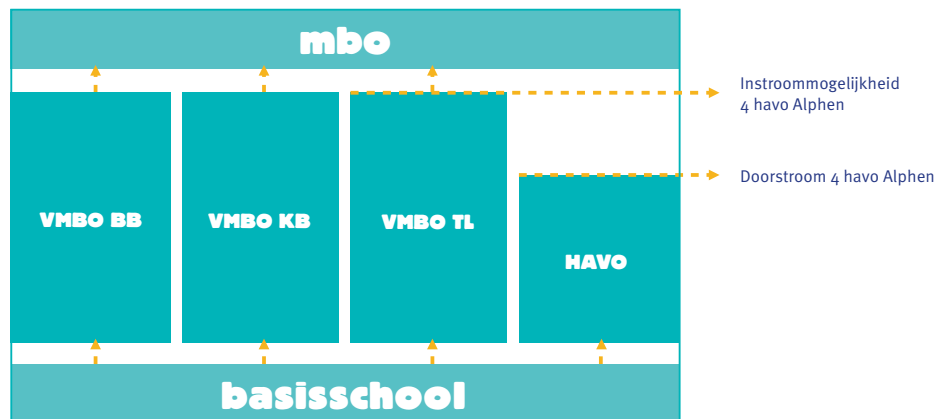 mbo
Instroommogelijkheid
4 havo Alphen
Doorstroom 4 havo Alphen
VMBO BB
VMBO KB
VMBO TL
HAVO
basisschool